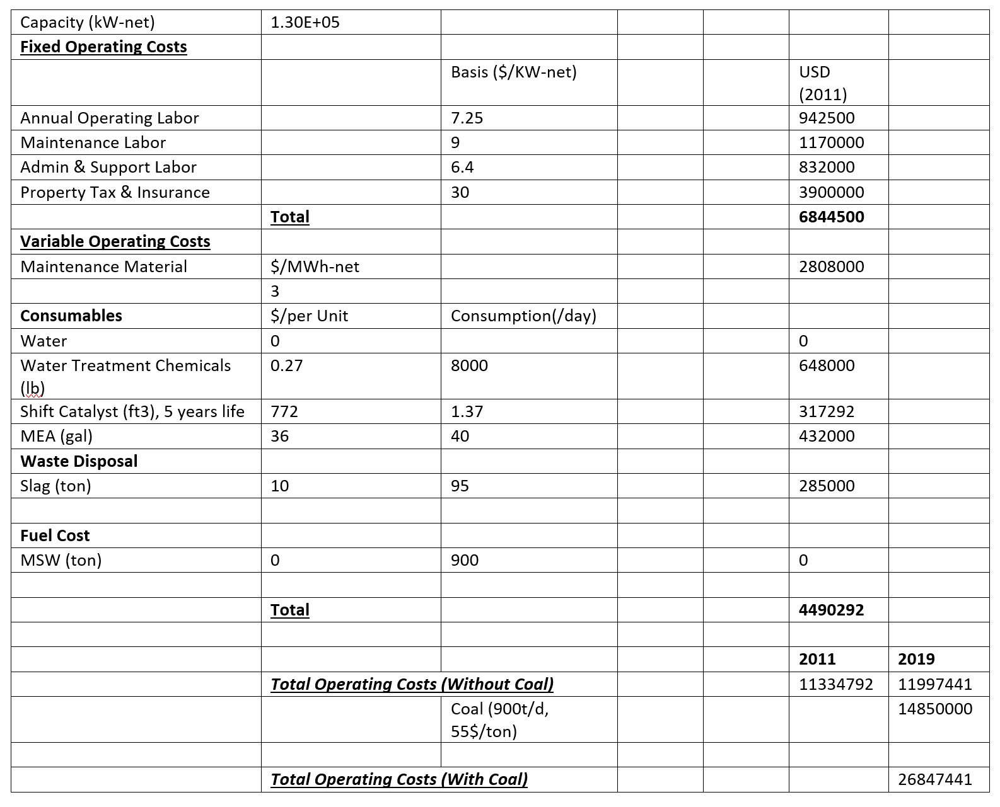 Capacity (kW-net) 1.30E+05
Fixed Operating Costs
Basis ($/KW-net) USD
(2011)
Annual Operating Labor 7.25 942500
Maintenance Labor 9 1170000
Admin & Support Labor 6.4 832000
Property Tax & Insurance 30 3900000
Total 6844500
Variable Operating Costs
Maintenance Material $/MWh-net 2808000
3
Consumables $/per Unit Consumption(/day)
Water 0 0
Water Treatment Chemicals 0.27 8000 648000
(lb)
Shift Catalyst (ft3), 5 years life 772 1.37 317292
MEA (gal) 36 40 432000
Waste Disposal
Slag (ton) 10 95 285000
Fuel Cost
MSW (ton) 0 900 0
Total 4490292
2011 2019
Total Operating Costs (Without Coal) 11334792 11997441
Coal (900t/d, 14850000
55$/ton)
Total Operating Costs (With Coal) 26847441